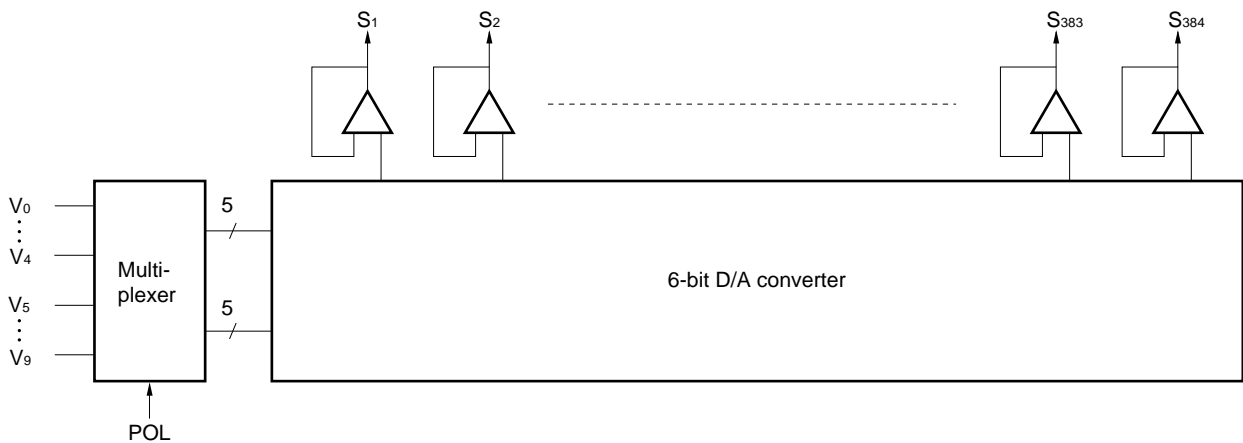 S1 S2 S383 S384
V0
V4
V5
V9
Multi-
plexer
5
5
6-bit D/A converter
POL